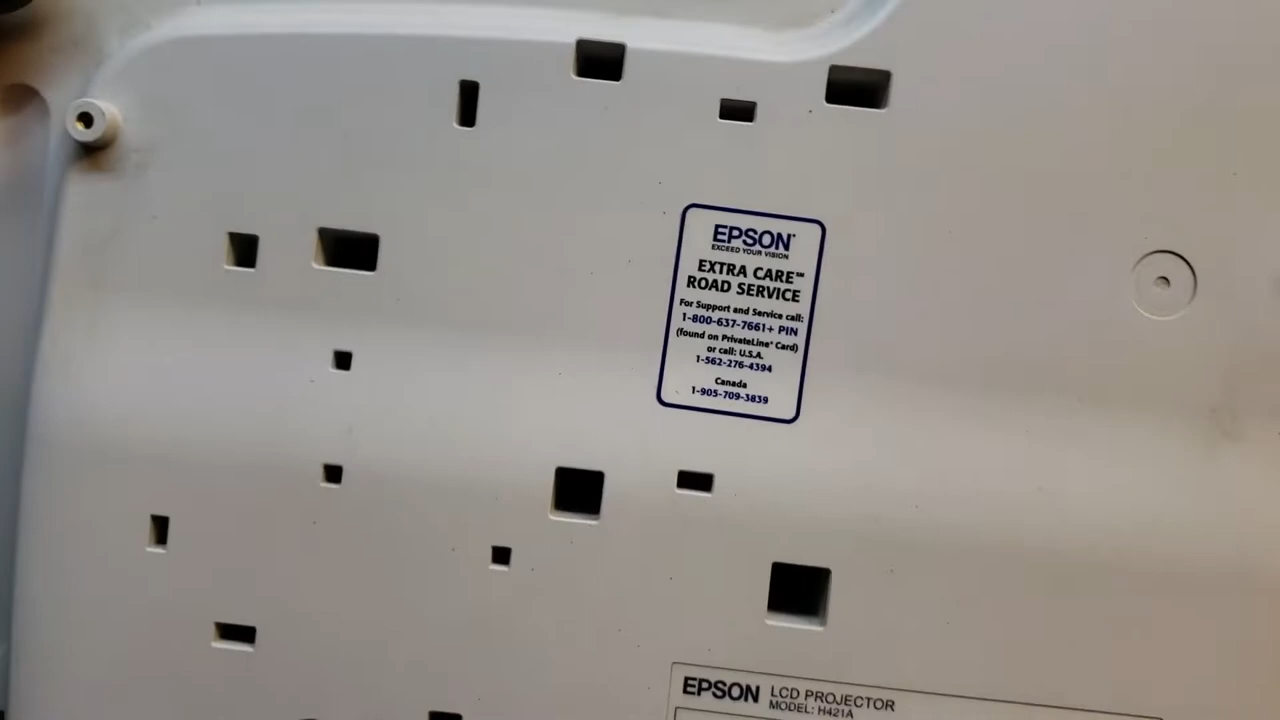 EPSON
EXCEED YOUR VISION
EXTRA CARE℠
ROAD SERVICE
For Support and Service call:
1-800-637-7661+ PIN
(found on PrivateLine® Card)
or call: U.S.A.
1-562-276-4394
Canada
1-905-709-3839
EPSON LCD PROJECTOR
MODEL: H421A